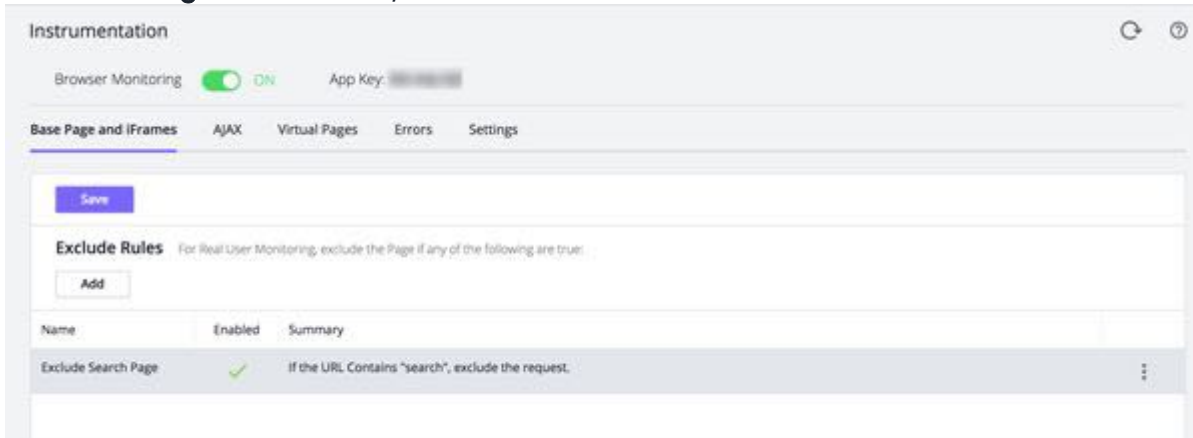 Instrumentation
Browser Monitoring ON App Key:
Base Page and iFrames AJAX Virtual Pages Errors Settings
Save
Exclude Rules For Real User Monitoring, exclude the Page if any of the following are true:
Add
Name Enabled Summary
Exclude Search Page If the URL Contains "search", exclude the request.